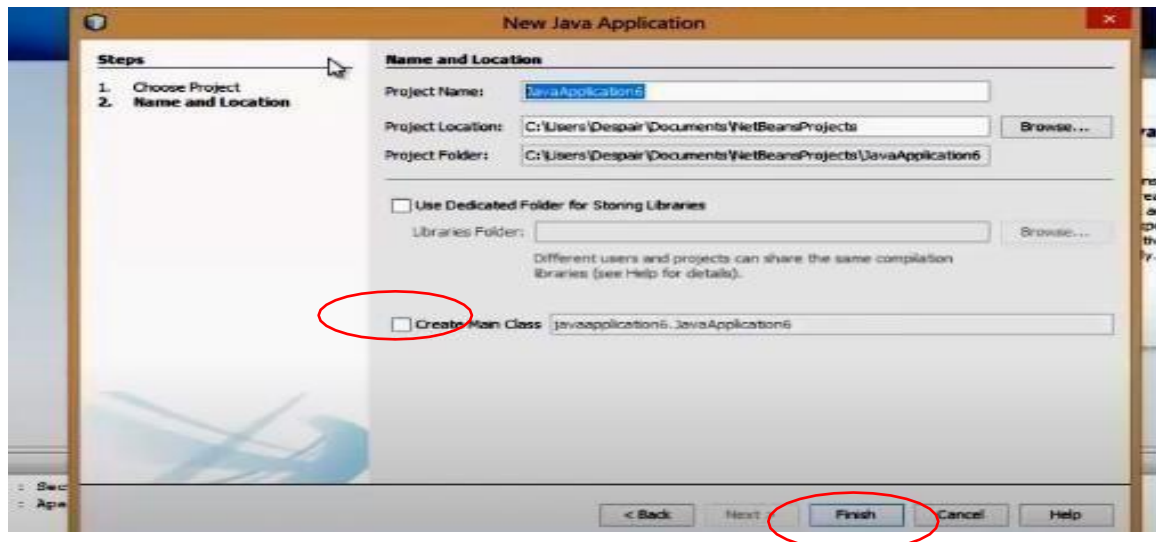 New Java Application
Steps
1. Choose Project
2. Name and Location
Name and Location
Project Name: JavaApplication6
Project Location: C:\Users\Despair\Documents\NetBeansProjects Browse...
Project Folder: C:\Users\Despair\Documents\NetBeansProjects\JavaApplication6
Use Dedicated Folder for Storing Libraries
Libraries Folder: Browse...
Different users and projects can share the same compilation
libraries (see Help for details).
Create Main Class javaapplication6.JavaApplication6
: Sec
: Apa
< Back Next Finish Cancel Help